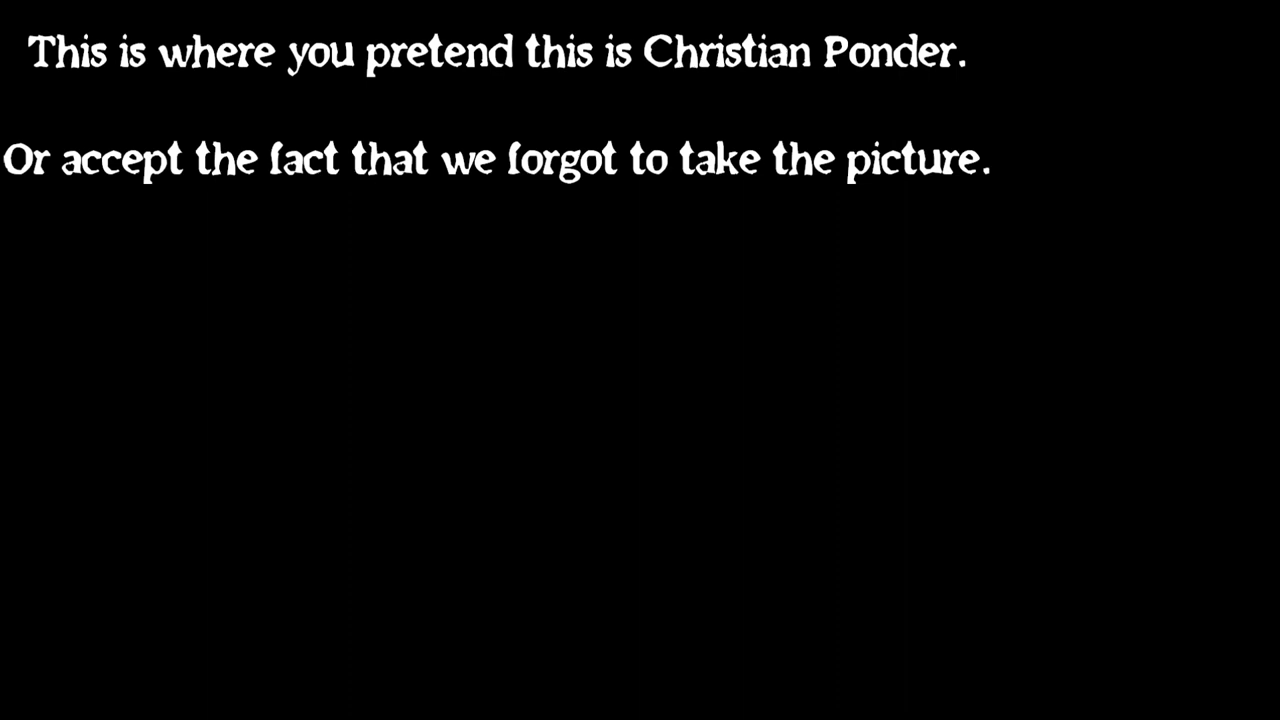 This is where you pretend this is Christian Ponder.
Or accept the fact that we forgot to take the picture.